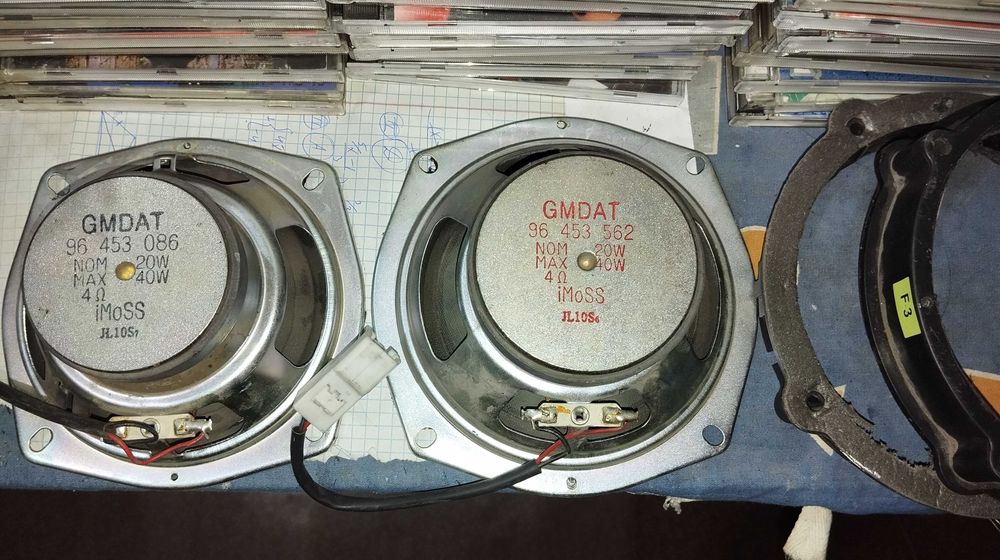 GMDAT
96 453 086
NOM 20W
MAX 40W
4Ω
iMoSS
JL10S7
GMDAT
96 453 562
NOM 20W
MAX 40W
4Ω
iMoSS
JL10S6
F3